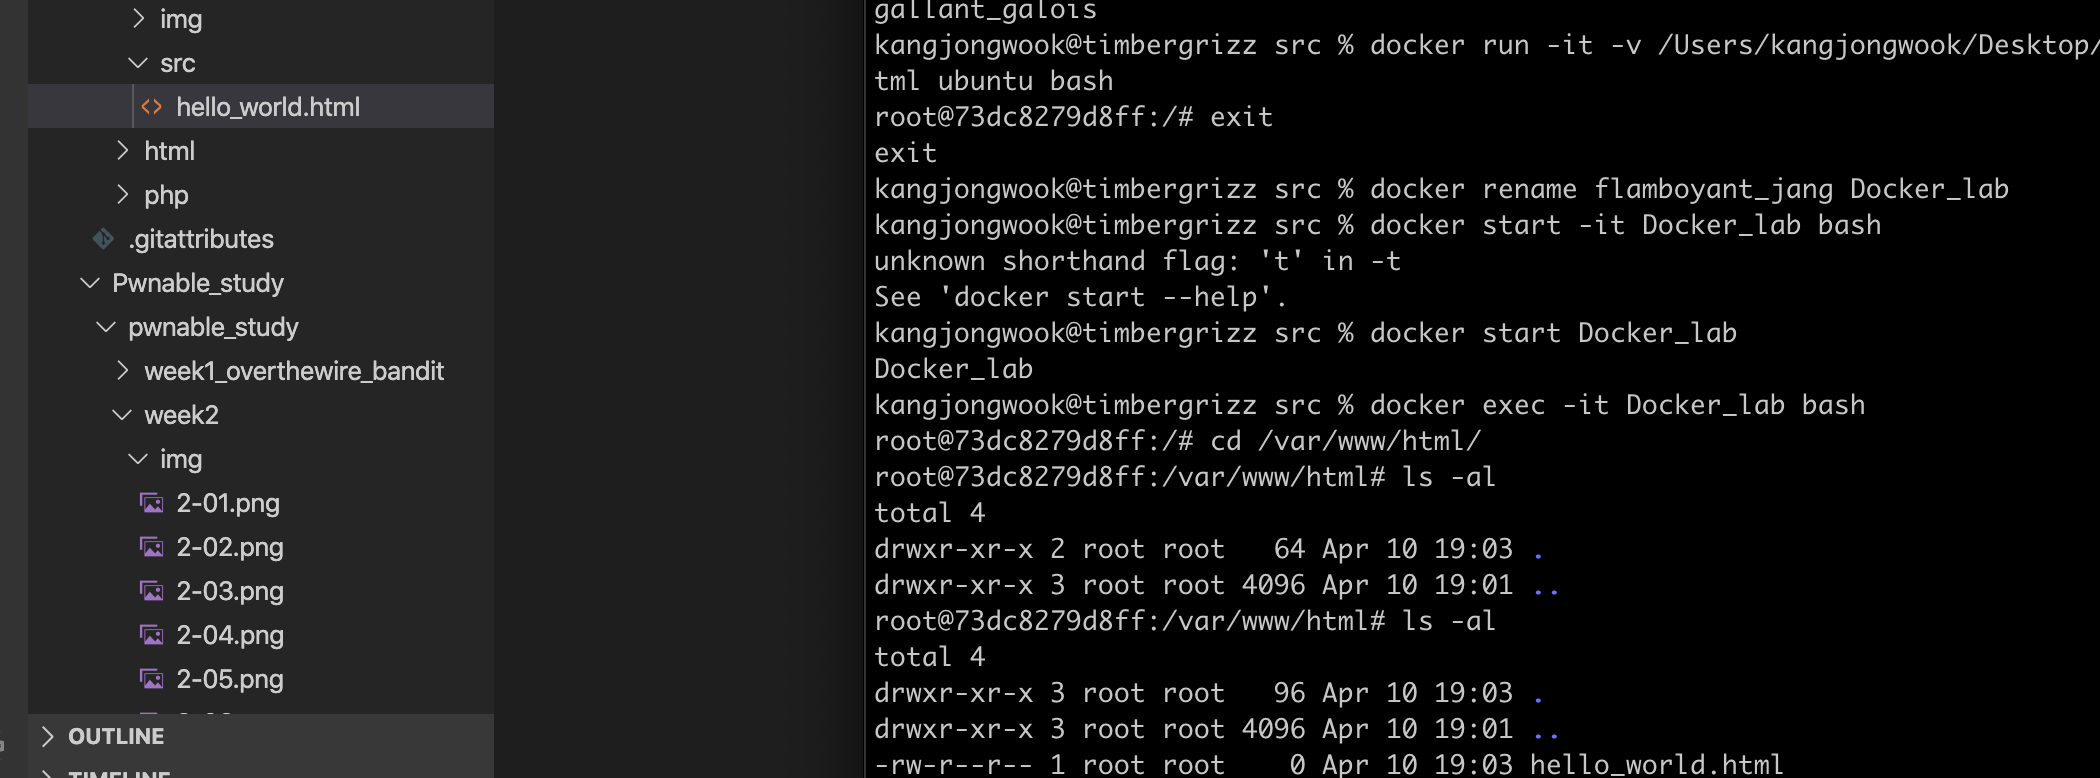 img
src
hello_world.html
html
php
.gitattributes
Pwnable_study
pwnable_study
week1_overthewire_bandit
week2
img
2-01.png
2-02.png
2-03.png
2-04.png
2-05.png
OUTLINE
TIMELINE
gallant_galois
kangjongwook@timbergrizz src % docker run -it -v /Users/kangjongwook/Desktop/
tml ubuntu bash
root@73dc8279d8ff:/# exit
exit
kangjongwook@timbergrizz src % docker rename flamboyant_jang Docker_lab
kangjongwook@timbergrizz src % docker start -it Docker_lab bash
unknown shorthand flag: 't' in -t
See 'docker start --help'.
kangjongwook@timbergrizz src % docker start Docker_lab
Docker_lab
kangjongwook@timbergrizz src % docker exec -it Docker_lab bash
root@73dc8279d8ff:/# cd /var/www/html/
root@73dc8279d8ff:/var/www/html# ls -al
total 4
drwxr-xr-x 2 root root   64 Apr 10 19:03 .
drwxr-xr-x 3 root root 4096 Apr 10 19:01 ..
root@73dc8279d8ff:/var/www/html# ls -al
total 4
drwxr-xr-x 3 root root   96 Apr 10 19:03 .
drwxr-xr-x 3 root root 4096 Apr 10 19:01 ..
-rw-r--r-- 1 root root    0 Apr 10 19:03 hello_world.html